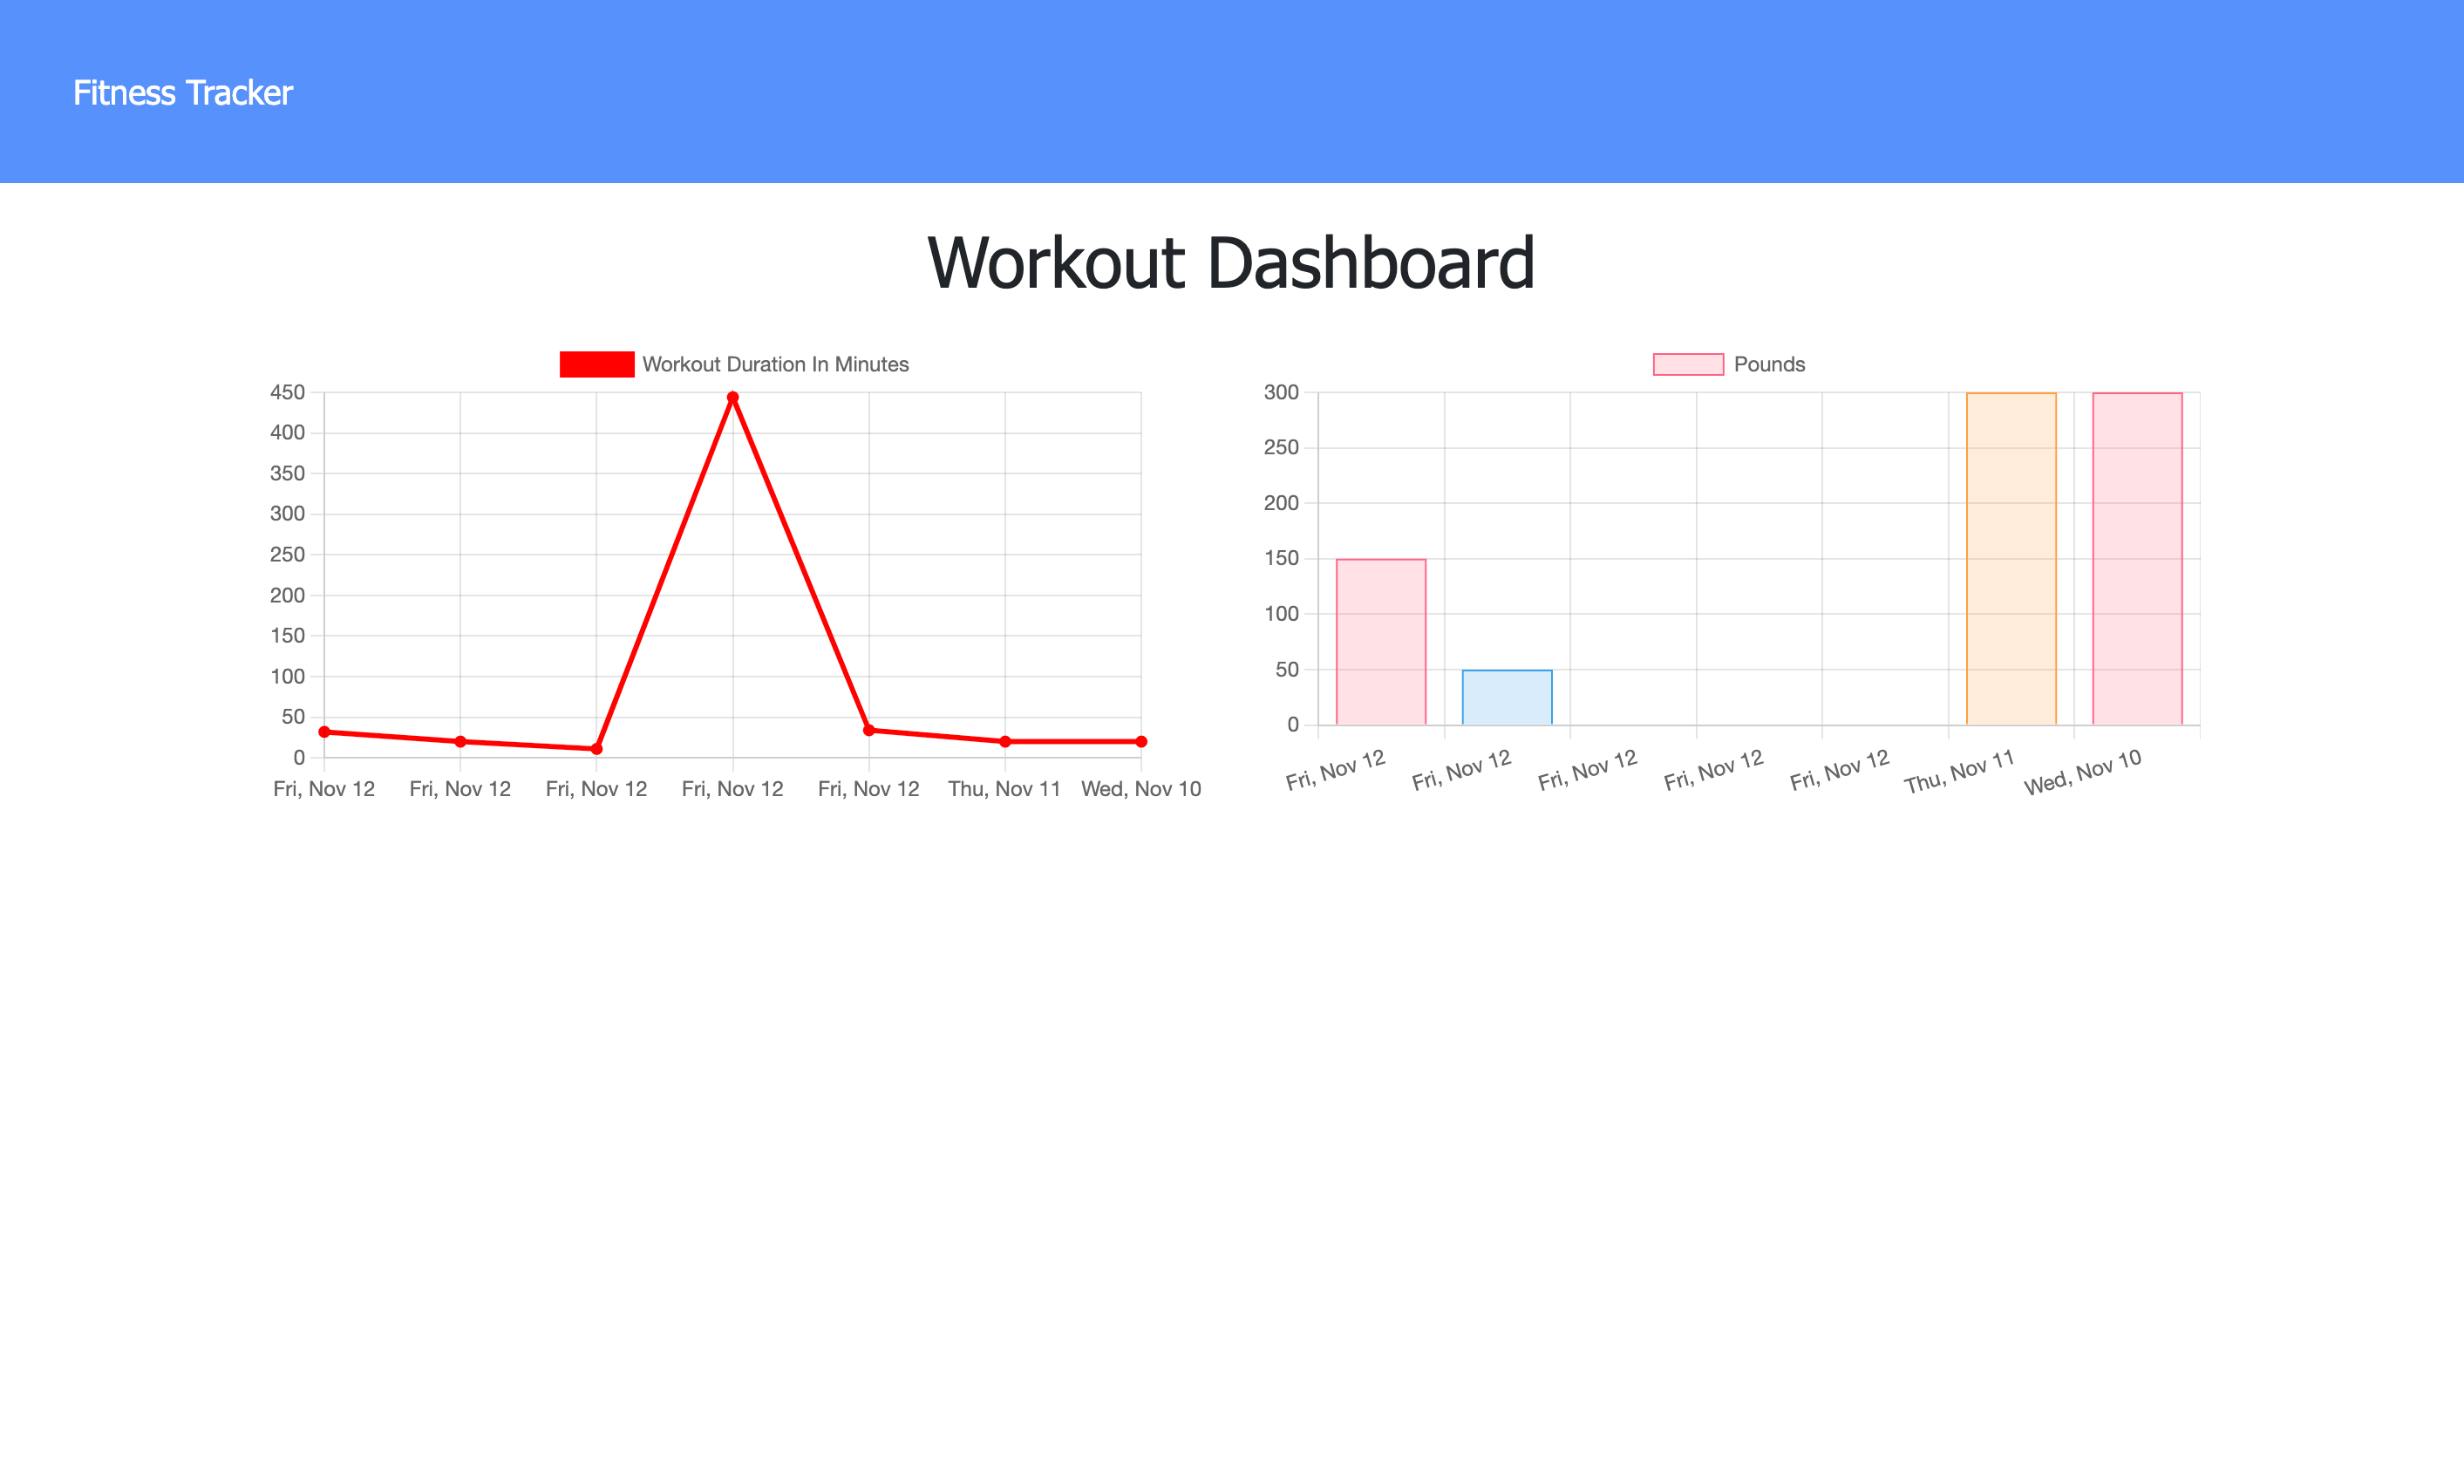 Fitness Tracker
Workout Dashboard
Workout Duration In Minutes
450
400
350
300
250
200
150
100
50
0
Fri, Nov 12 Fri, Nov 12 Fri, Nov 12 Fri, Nov 12 Fri, Nov 12 Thu, Nov 11 Wed, Nov 10
Pounds
300
250
200
150
100
50
0
Fri, Nov 12 Fri, Nov 12 Fri, Nov 12 Fri, Nov 12 Fri, Nov 12 Thu, Nov 11 Wed, Nov 10